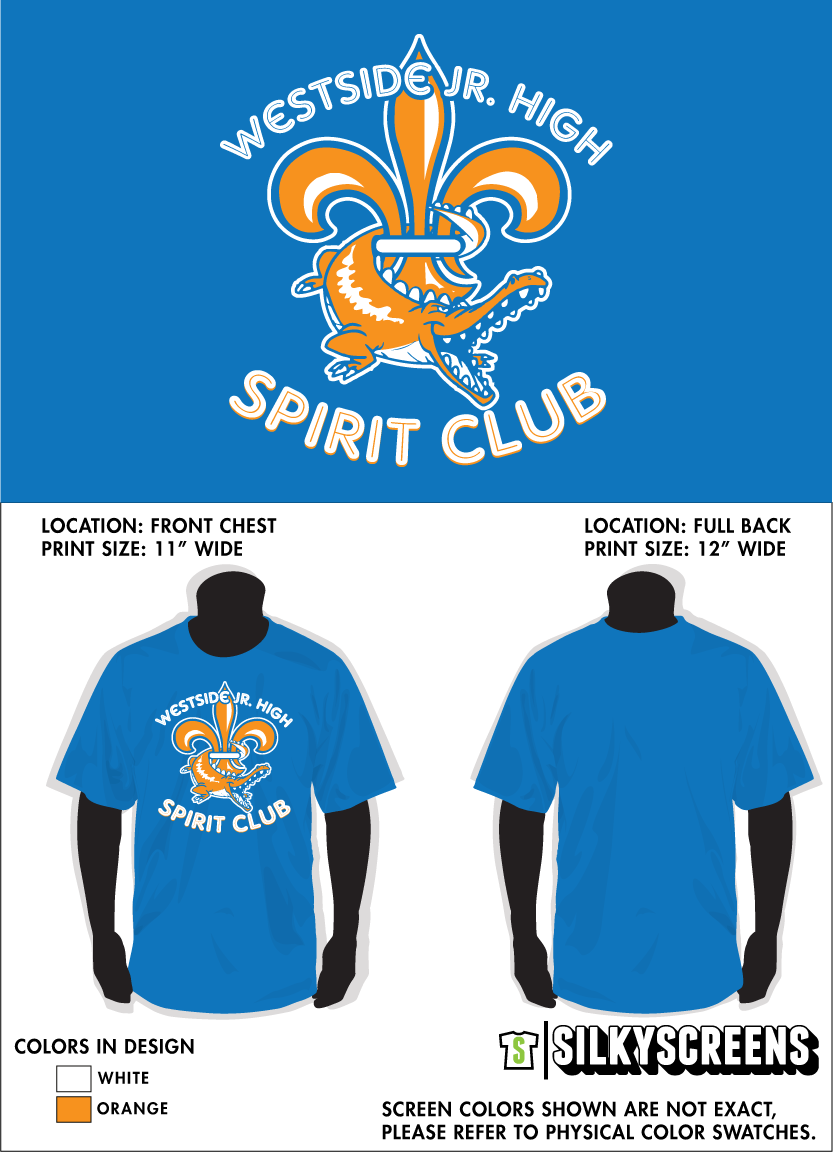 WESTSIDE JR. HIGH
SPIRIT CLUB
LOCATION: FRONT CHEST
PRINT SIZE: 11” WIDE
LOCATION: FULL BACK
PRINT SIZE: 12” WIDE
WESTSIDE JR. HIGH
SPIRIT CLUB
COLORS IN DESIGN
WHITE
ORANGE
S SILKYSCREENS
SCREEN COLORS SHOWN ARE NOT EXACT,
PLEASE REFER TO PHYSICAL COLOR SWATCHES.